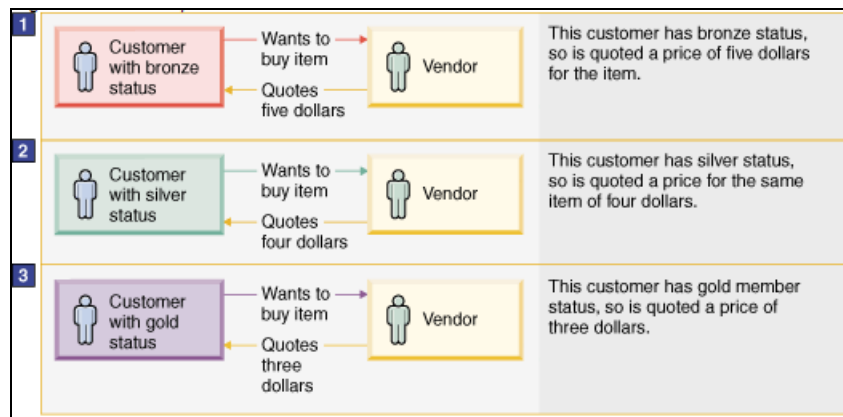 1
Customer
with bronze
status
Wants to
buy item
Quotes
five dollars
Vendor
This customer has bronze status,
so is quoted a price of five dollars
for the item.
2
Customer
with silver
status
Wants to
buy item
Quotes
four dollars
Vendor
This customer has silver status,
so is quoted a price for the same
item of four dollars.
3
Customer
with gold
status
Wants to
buy item
Quotes
three
dollars
Vendor
This customer has gold member
status, so is quoted a price of
three dollars.